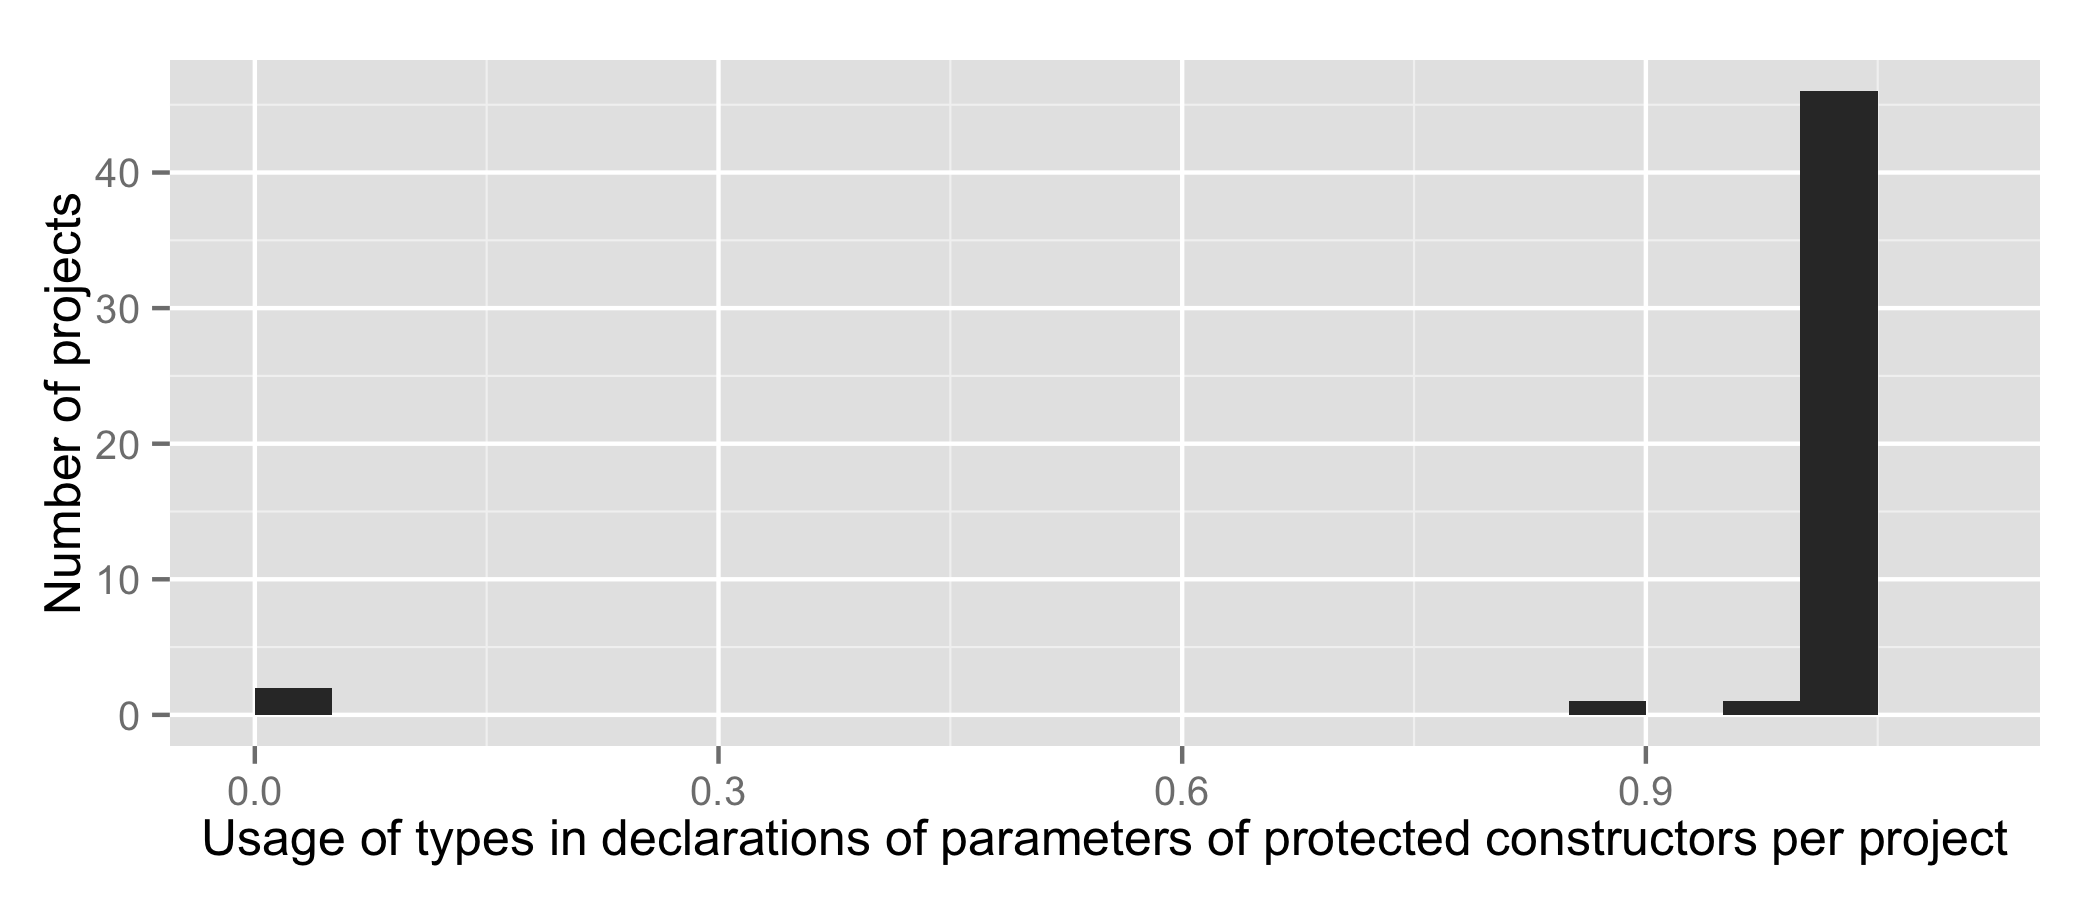 Number of projects
40
30
20
10
0
0.0 0.3 0.6 0.9
Usage of types in declarations of parameters of protected constructors per project